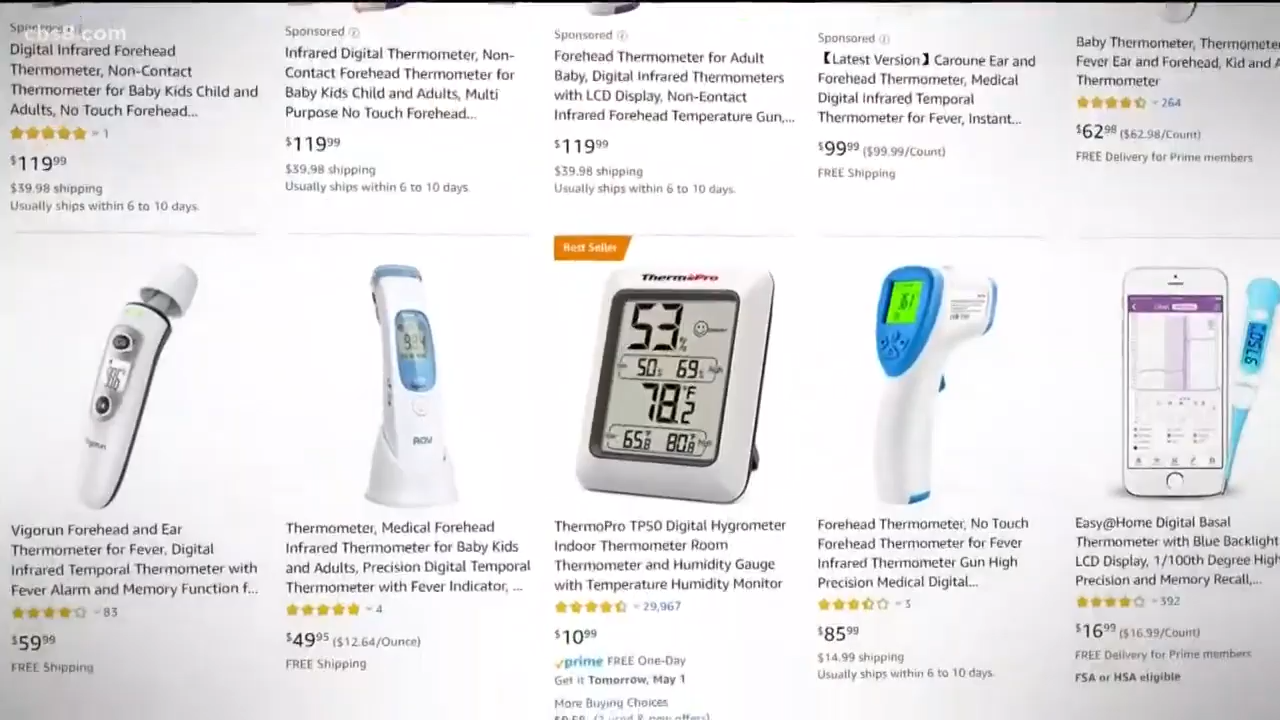 cbs8.com
Sponsored
Digital Infrared Forehead
Thermometer, Non-Contact
Thermometer for Baby Kids Child and
Adults, No Touch Forehead...
1
$119.99
$39.98 shipping
Usually ships within 6 to 10 days.
Sponsored
Infrared Digital Thermometer, Non-
Contact Forehead Thermometer for
Baby Kids Child and Adults, Multi
Purpose No Touch Forehead...
$119.99
$39.98 shipping
Usually ships within 6 to 10 days.
Sponsored
Forehead Thermometer for Adult
Baby, Digital Infrared Thermometers
with LCD Display, Non-Eontact
Infrared Forehead Temperature Gun,...
$119.99
$39.98 shipping
Usually ships within 6 to 10 days.
Sponsored
【Latest Version】Caroune Ear and
Forehead Thermometer, Medical
Digital Infrared Temporal
Thermometer for Fever, Instant...
$99.99 ($99.99/Count)
FREE Shipping
Baby Thermometer,
Fever Ear and Forehead, Kid and
Thermometer
264
$62.98 ($62.98/Count)
FREE Delivery for Prime members
Vigorun
Vigorun Forehead and Ear
Thermometer for Fever, Digital
Infrared Temporal Thermometer with
Fever Alarm and Memory Function f...
83
$59.99
FREE Shipping
Thermometer, Medical Forehead
Infrared Thermometer for Baby Kids
and Adults, Precision Digital Temporal
Thermometer with Fever Indicator, ...
4
$49.95 ($12.64/Ounce)
FREE Shipping
Best Seller
ThermoPro
53%
50% 69% High
78.2°F
65.8°F 80.8°F High
ThermoPro TP50 Digital Hygrometer
Indoor Thermometer Room
Thermometer and Humidity Gauge
with Temperature Humidity Monitor
29,967
$10.99
prime FREE One-Day
Get it Tomorrow, May 1
More Buying Choices
Forehead Thermometer, No Touch
Forehead Thermometer for Fever
Infrared Thermometer Gun High
Precision Medical Digital...
3
$85.99
$14.99 shipping
Usually ships within 6 to 10 days.
Easy@Home Digital Basal
Thermometer with Blue Backlight
LCD Display, 1/100th Degree High
Precision and Memory Recall,...
392
$16.99 ($16.99/Count)
FREE Delivery for Prime members
FSA or HSA eligible